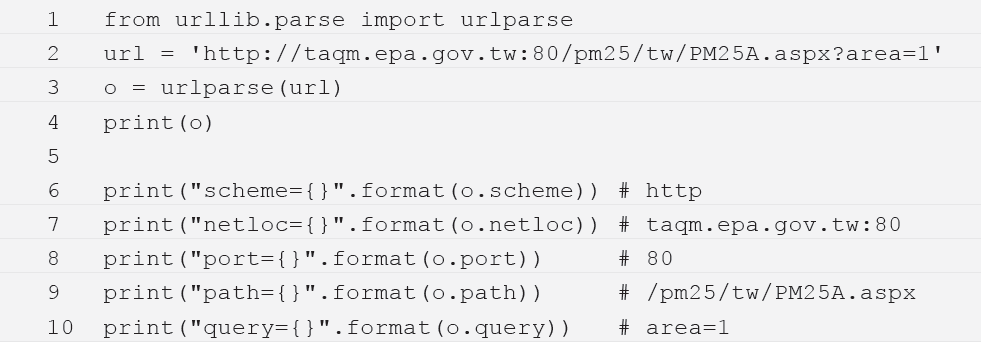 1 from urllib.parse import urlparse
2 url = 'http://taqm.epa.gov.tw:80/pm25/tw/PM25A.aspx?area=1'
3 o = urlparse(url)
4 print(o)
5
6 print("scheme={}".format(o.scheme)) # http
7 print("netloc={}".format(o.netloc)) # taqm.epa.gov.tw:80
8 print("port={}".format(o.port))     # 80
9 print("path={}".format(o.path))     # /pm25/tw/PM25A.aspx
10 print("query={}".format(o.query))   # area=1